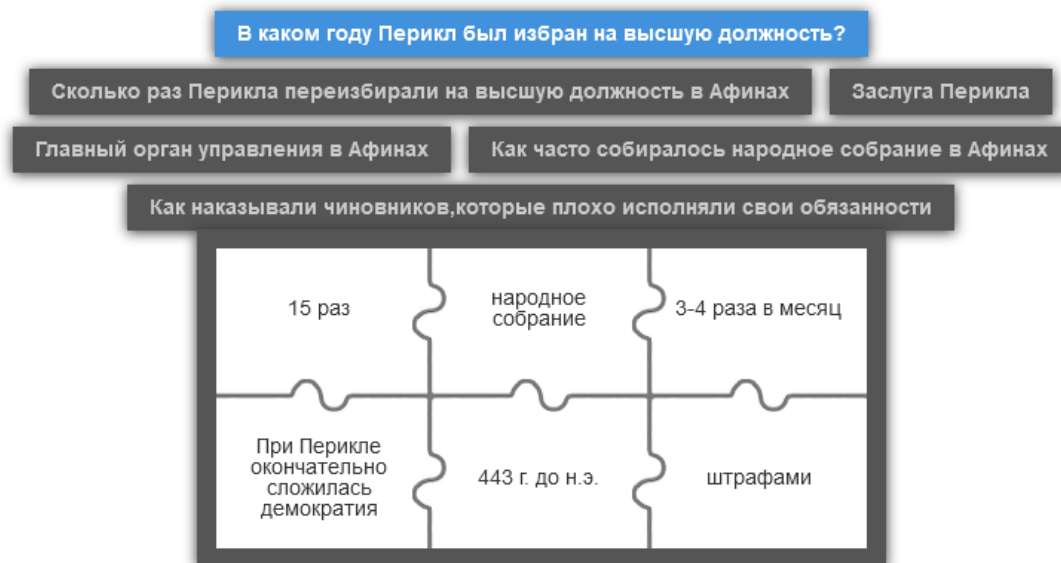 В каком году Перикл был избран на высшую должность?
Сколько раз Перикла переизбирали на высшую должность в Афинах
Заслуга Перикла
Главный орган управления в Афинах
Как часто собиралось народное собрание в Афинах
Как наказывали чиновников,которые плохо исполняли свои обязанности
15 раз
народное
собрание
3-4 раза в месяц
При Перикле
окончательно
сложилась
демократия
443 г. до н.э.
штрафами